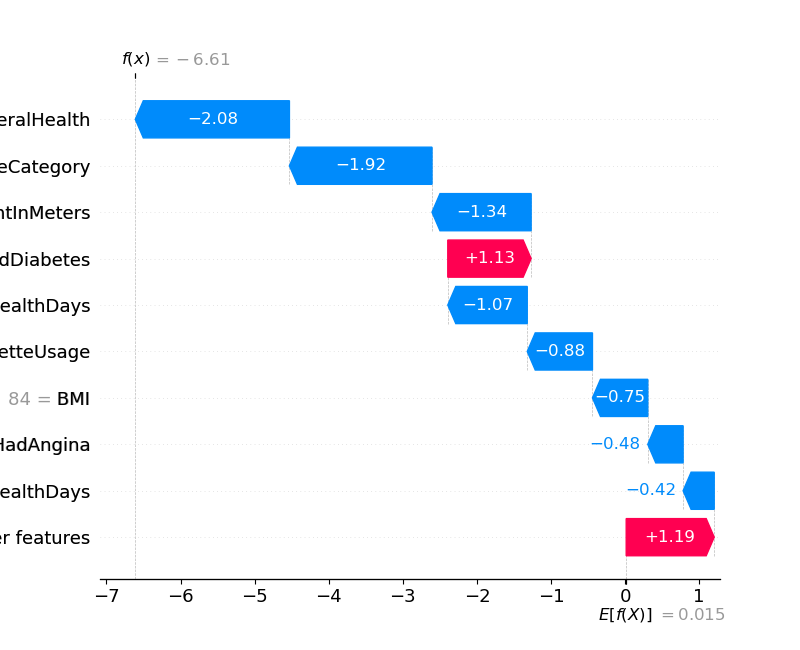 f(x) = −6.61
eralHealth −2.08
eCategory −1.92
htInMeters −1.34
dDiabetes +1.13
ealthDays −1.07
etteUsage −0.88
84 = BMI −0.75
HadAngina −0.48
ealthDays −0.42
er features +1.19
−7 −6 −5 −4 −3 −2 −1 0 1
E[f(X)] = 0.015